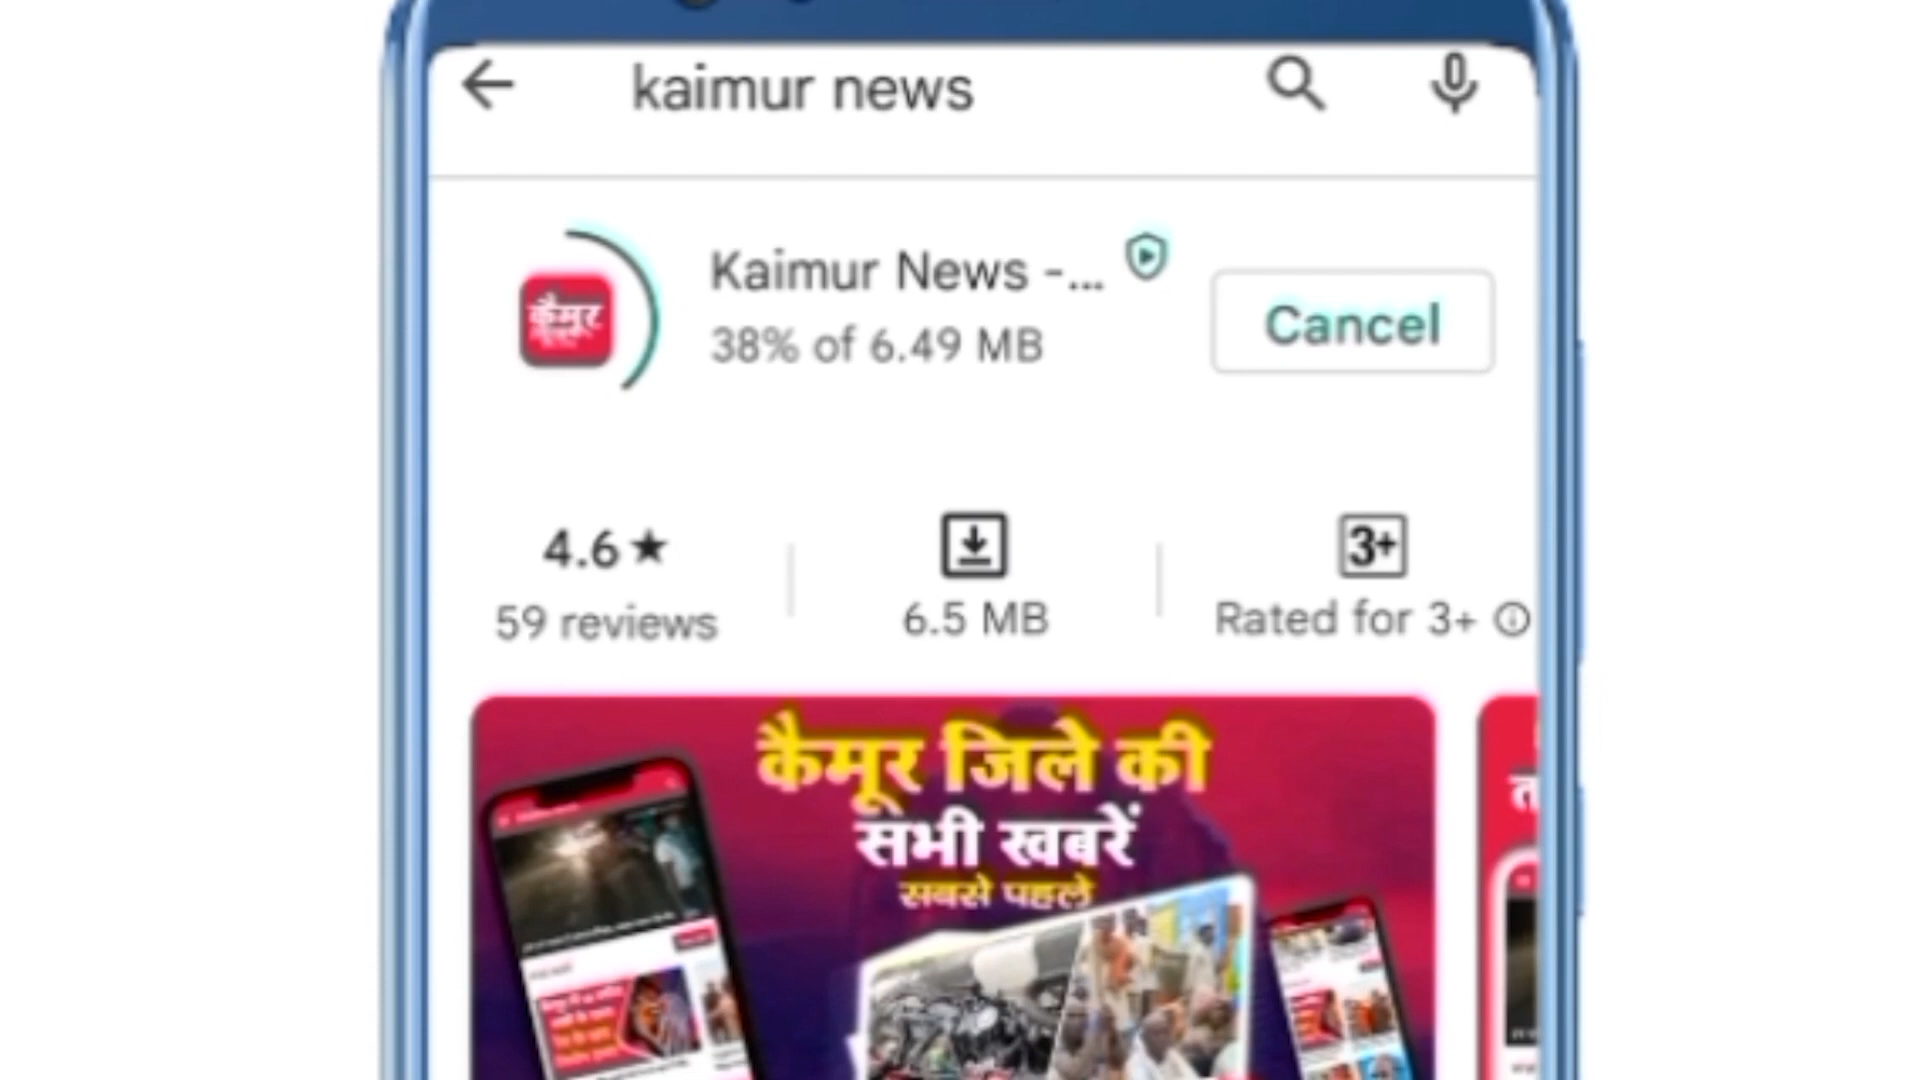 kaimur news
Kaimur News -...
38% of 6.49 MB
Cancel
कैमूर
4.6★
59 reviews
6.5 MB
3+
Rated for 3+
कैमूर जिले की
सभी खबरें
सबसे पहले